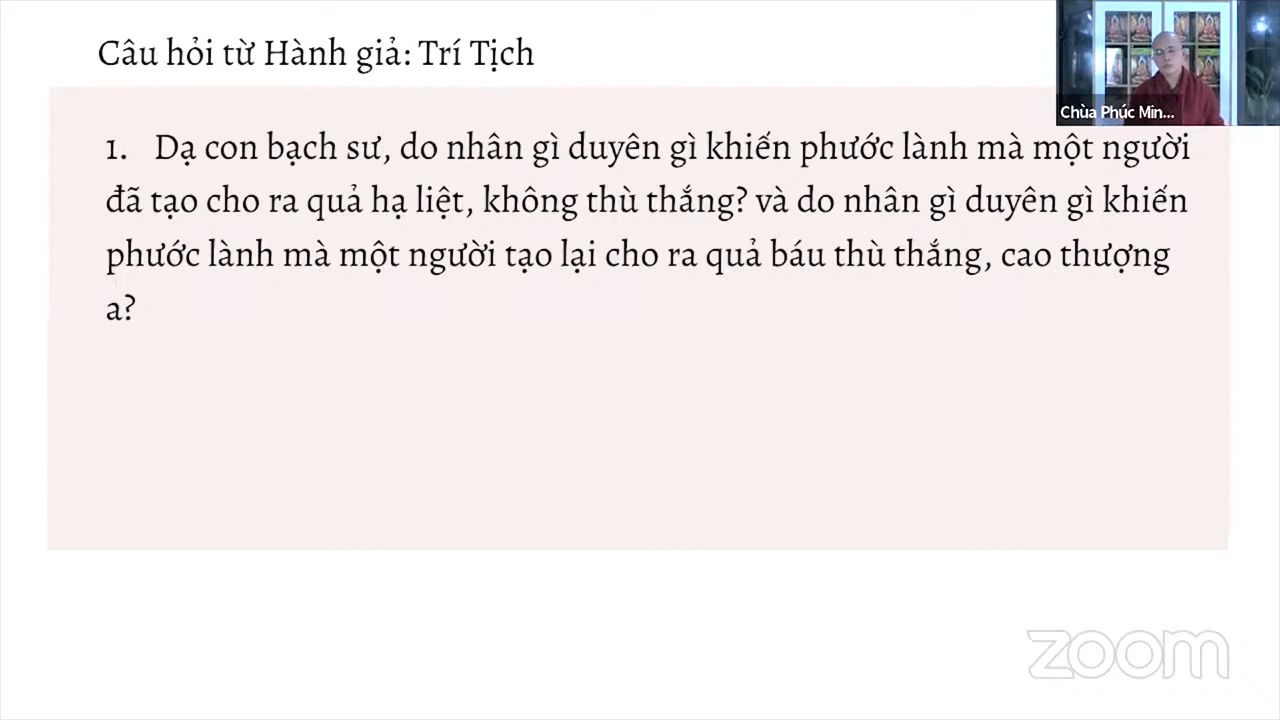 Câu hỏi từ Hành giả: Trí Tịch
Chùa Phúc Min...
1. Dạ con bạch sư, do nhân gì duyên gì khiến phước lành mà một người
đã tạo cho ra quả hạ liệt, không thù thắng? và do nhân gì duyên gì khiến
phước lành mà một người tạo lại cho ra quả báu thù thắng, cao thượng
ạ?
zoom